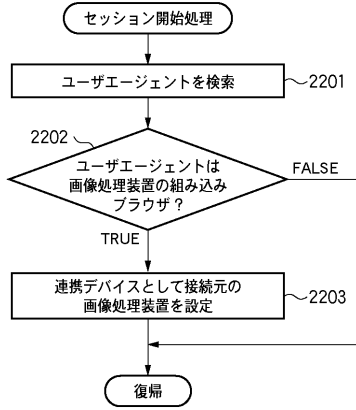 セッション開始処理
ユーザエージェントを検索
2201
2202
ユーザエージェントは
画像処理装置の組み込み
ブラウザ？
FALSE
TRUE
連携デバイスとして接続元の
画像処理装置を設定
2203
復帰